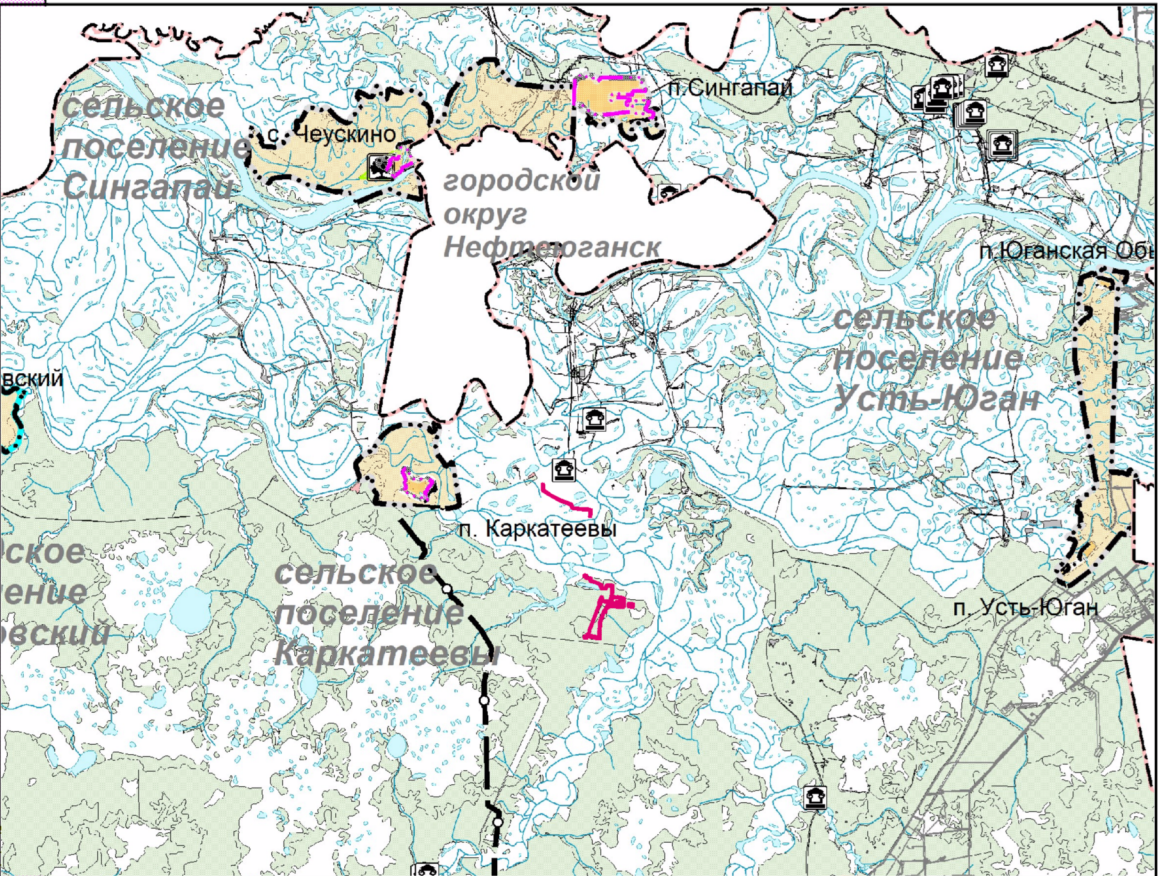 п.Сингапай
сельское
поселение
Сингапай
с. Чеускино
городской
округ
Нефтеюганск
п.Юганская Обь
сельское
поселение
Усть-Юган
вский
п. Каркатеевы
ское
ение
овский
сельское
поселение
Каркатеевы
п. Усть-Юган